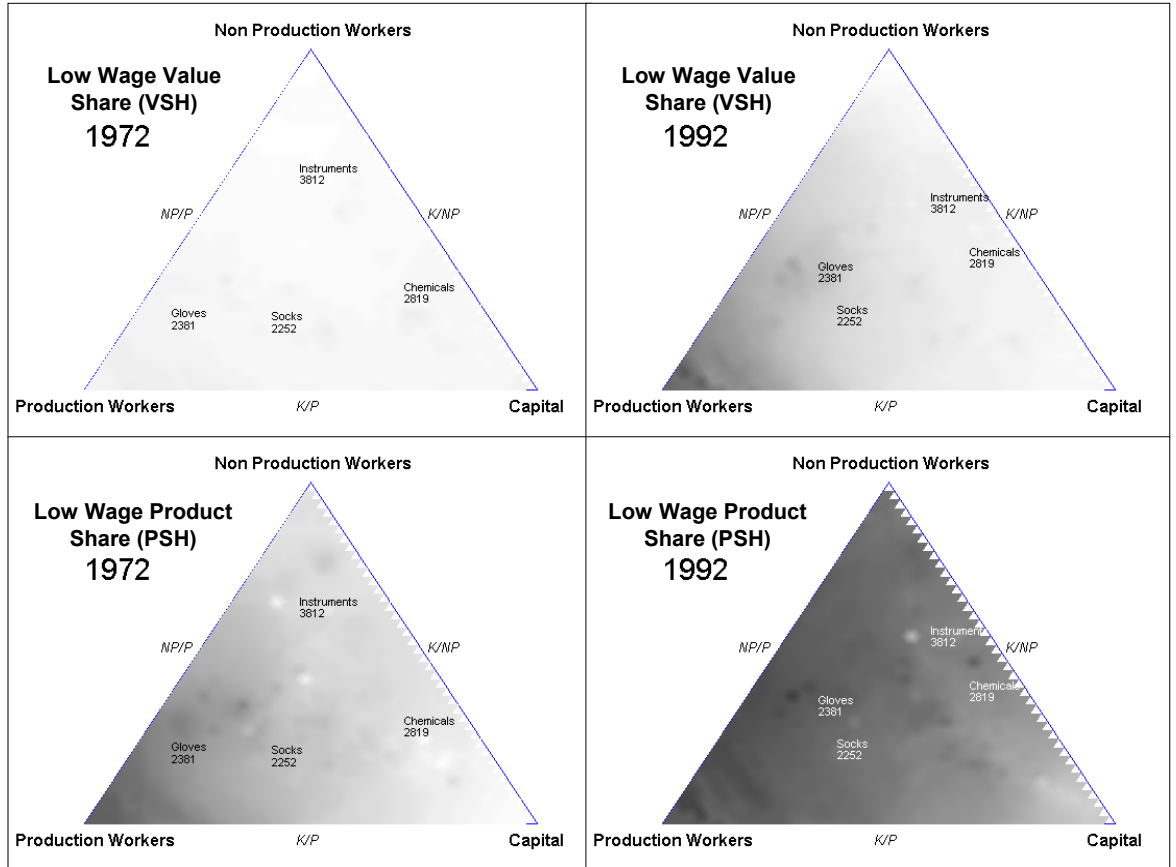 Non Production Workers
Low Wage Value
Share (VSH)
1972
Instruments
3812
NP/P
K/NP
Chemicals
2819
Gloves
2381
Socks
2252
Production Workers
K/P
Capital
Non Production Workers
Low Wage Value
Share (VSH)
1992
Instruments
3812
NP/P
K/NP
Chemicals
2819
Gloves
2381
Socks
2252
Production Workers
K/P
Capital
Non Production Workers
Low Wage Product
Share (PSH)
1972
Instruments
3812
NP/P
K/NP
Chemicals
2819
Gloves
2381
Socks
2252
Production Workers
K/P
Capital
Non Production Workers
Low Wage Product
Share (PSH)
1992
Instruments
3812
NP/P
K/NP
Chemicals
2819
Gloves
2381
Socks
2252
Production Workers
K/P
Capital